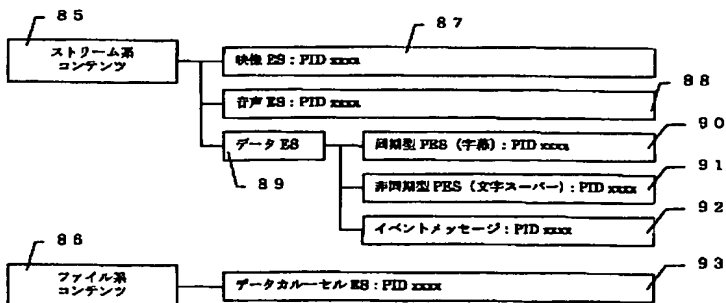 85
ストリーム系
コンテンツ
87
映像 ES：PID xxxx
88
音声 ES：PID xxxx
89
データ ES
90
同期型 PES（字幕）：PID xxxx
91
非同期型 PES（文字スーパー）：PID xxxx
92
イベントメッセージ：PID xxxx
86
ファイル系
コンテンツ
93
データカルーセル ES：PID xxxx